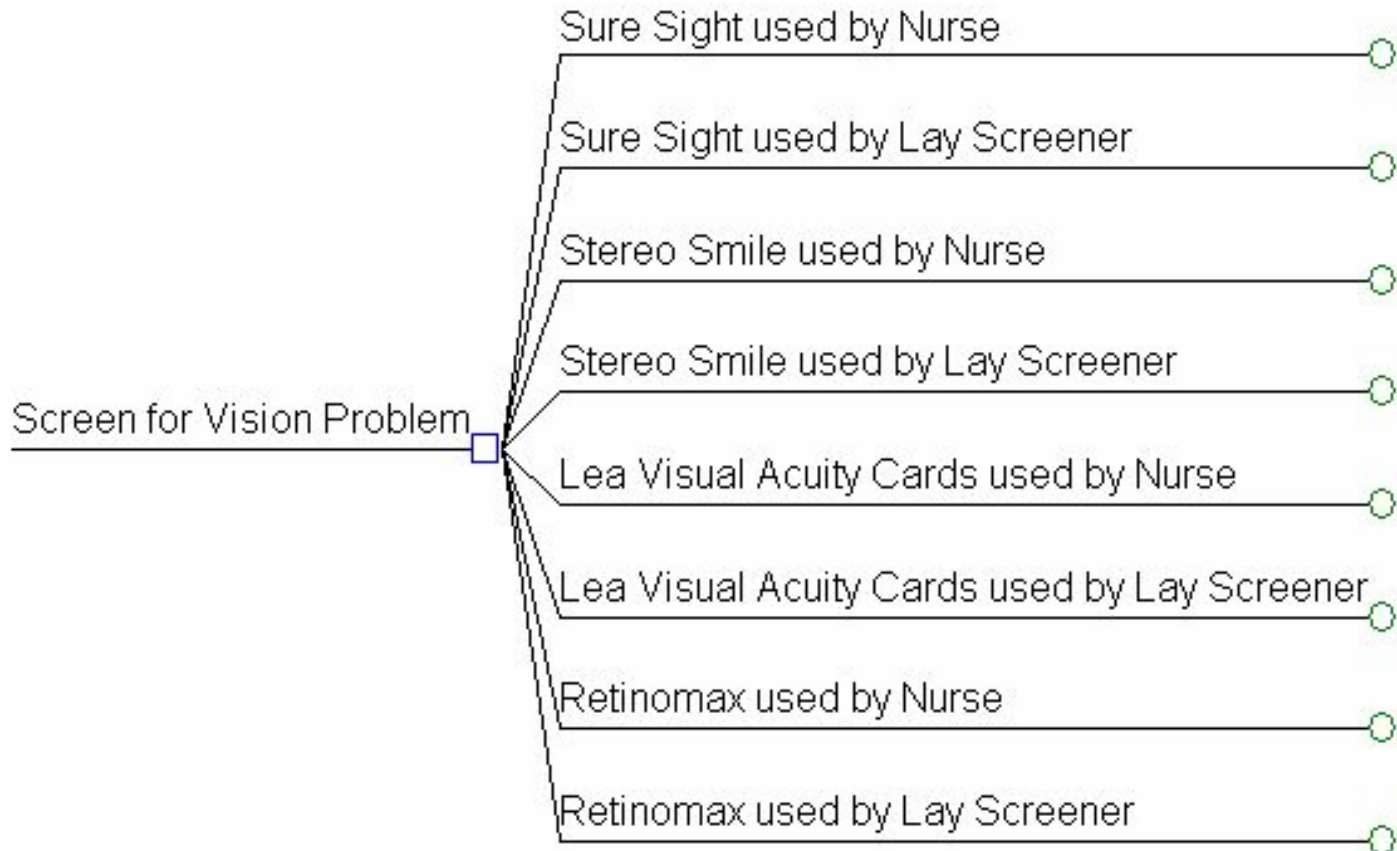 Sure Sight used by Nurse
Sure Sight used by Lay Screener
Stereo Smile used by Nurse
Stereo Smile used by Lay Screener
Screen for Vision Problem
Lea Visual Acuity Cards used by Nurse
Lea Visual Acuity Cards used by Lay Screener
Retinomax used by Nurse
Retinomax used by Lay Screener